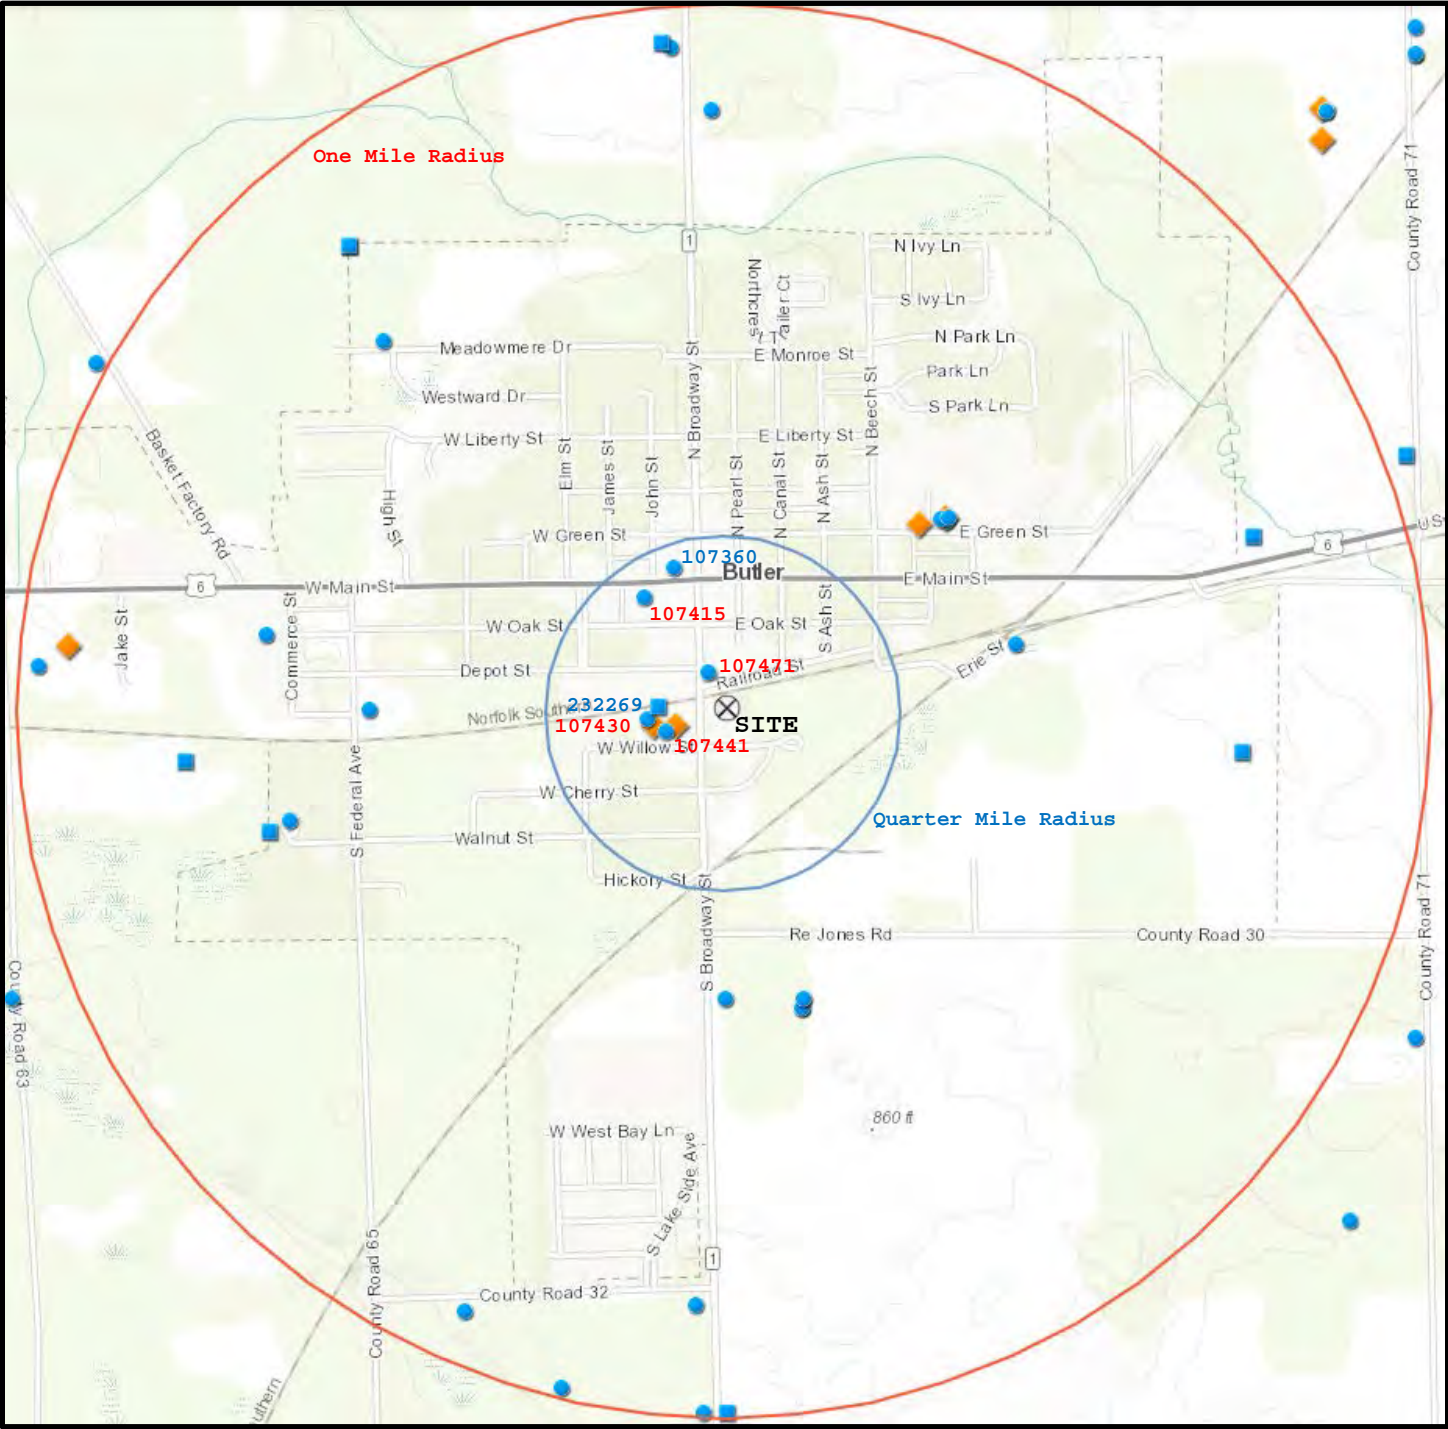 One Mile Radius
County Road 71
1
N Ivy Ln
S Ivy Ln
N Park Ln
Park Ln
S Park Ln
Meadowmere Dr
E Monroe St
Westward Dr
W Liberty St
E Liberty St
N Broadway St
N Beech St
Basket Factory Rd
High St
Elm St
James St
John St
N Pearl St
N Canal St
N Ash St
W Green St
E Green St
6
107360
Butler
6
W Main St
E Main St
107415
Jake St
Commerce St
W Oak St
E Oak St
S Ash St
Depot St
107471
Railroad St
Erie St
232269
Norfolk Southern
107430
SITE
W Willow St
107441
S Federal Ave
W Cherry St
Quarter Mile Radius
Walnut St
Hickory St
S Broadway St
Re Jones Rd
County Road 30
County Road 71
County Road 63
860 ft
W West Bay Ln
S Lake Side Ave
County Road 65
1
County Road 32